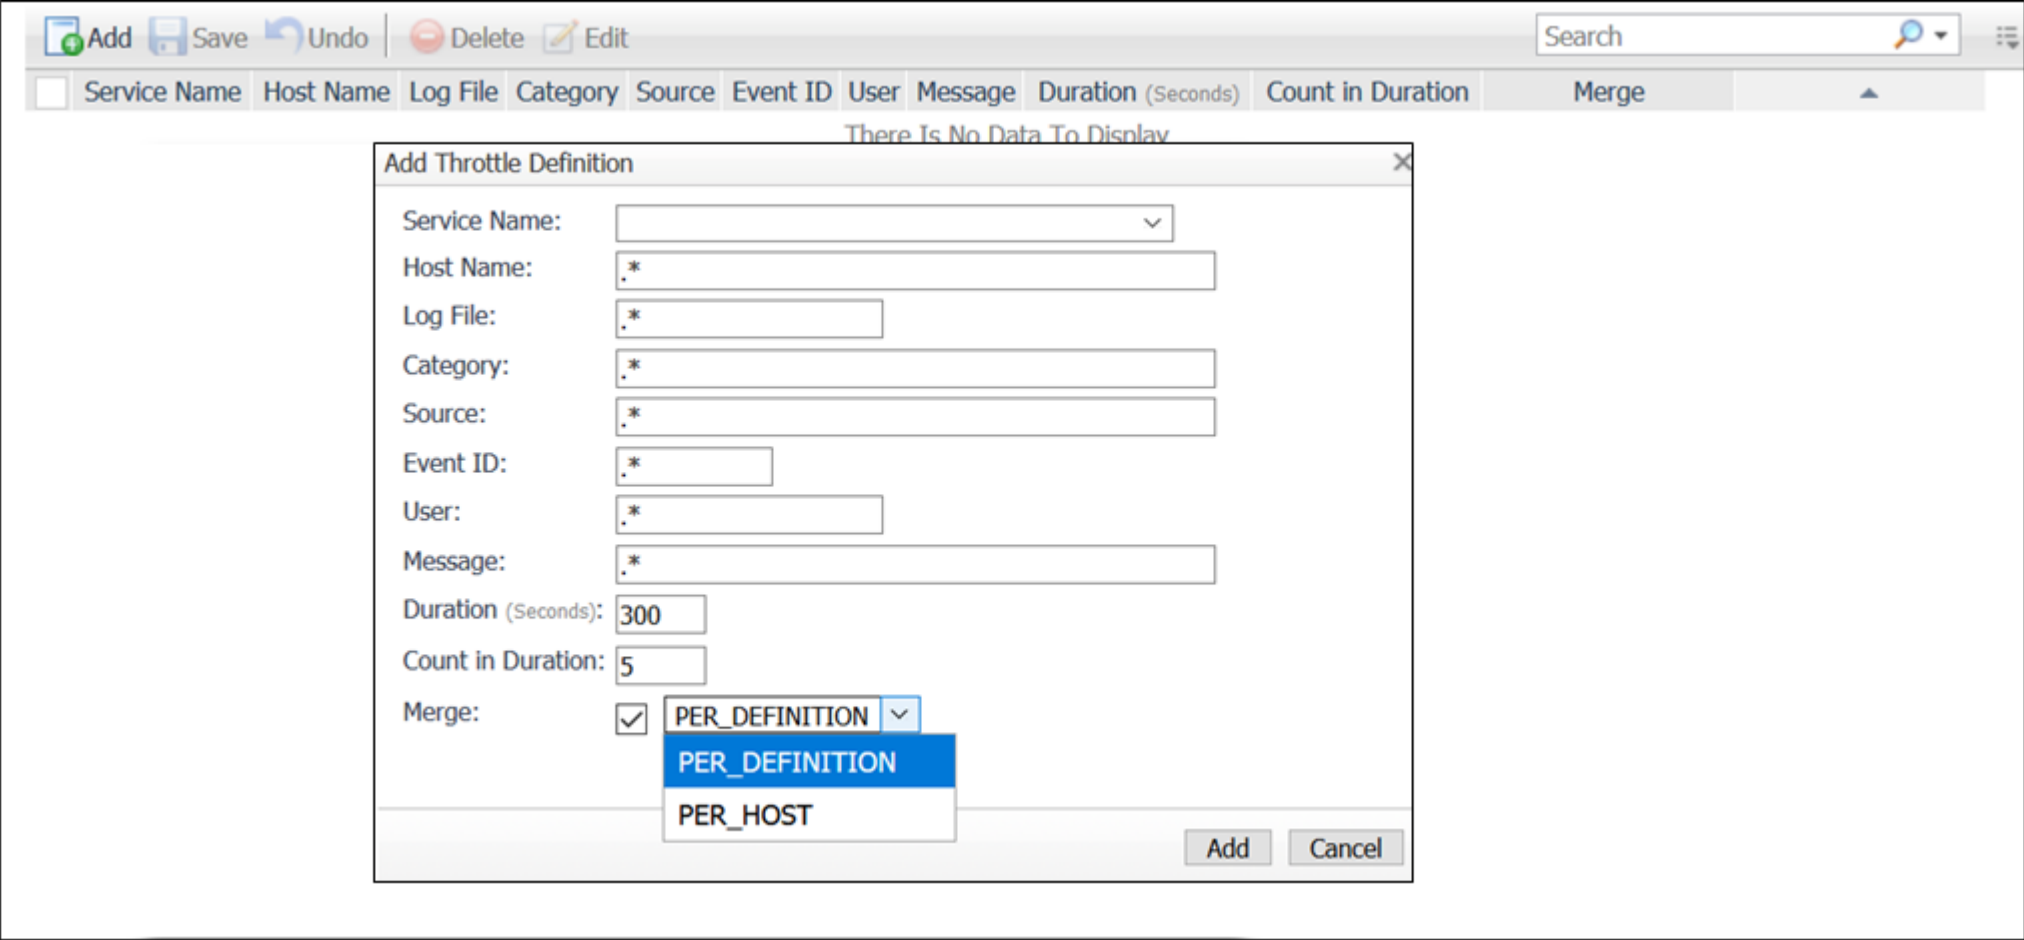 Add Save Undo Delete Edit Search
Service Name Host Name Log File Category Source Event ID User Message Duration (Seconds) Count in Duration Merge
There Is No Data To Display
Add Throttle Definition
Service Name:
Host Name: .*
Log File: .*
Category: .*
Source: .*
Event ID: .*
User: .*
Message: .*
Duration (Seconds): 300
Count in Duration: 5
Merge: PER_DEFINITION
PER_DEFINITION
PER_HOST
Add Cancel